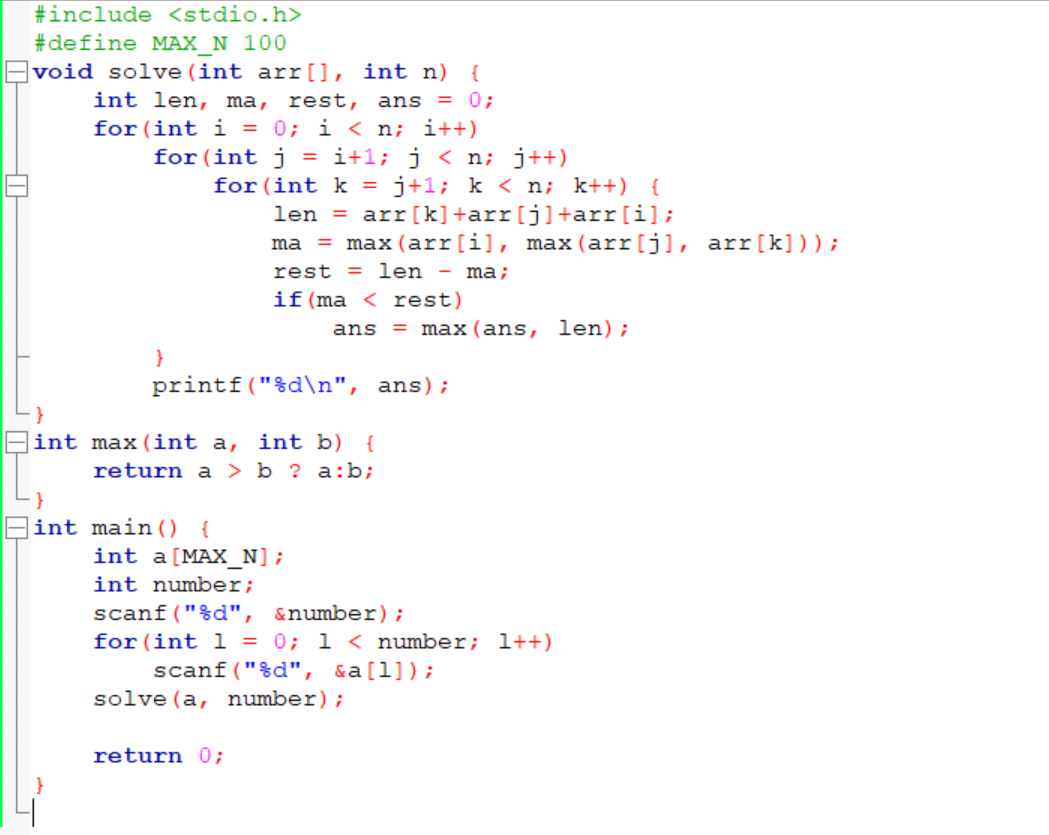 #include <stdio.h>
#define MAX_N 100
void solve(int arr[], int n) {
    int len, ma, rest, ans = 0;
    for(int i = 0; i < n; i++)
        for(int j = i+1; j < n; j++)
            for(int k = j+1; k < n; k++) {
                len = arr[k]+arr[j]+arr[i];
                ma = max(arr[i], max(arr[j], arr[k]));
                rest = len - ma;
                if(ma < rest)
                    ans = max(ans, len);
        }
        printf("%d\n", ans);
}
int max(int a, int b) {
    return a > b ? a:b;
}
int main() {
    int a[MAX_N];
    int number;
    scanf("%d", &number);
    for(int l = 0; l < number; l++)
        scanf("%d", &a[l]);
    solve(a, number);

    return 0;
}